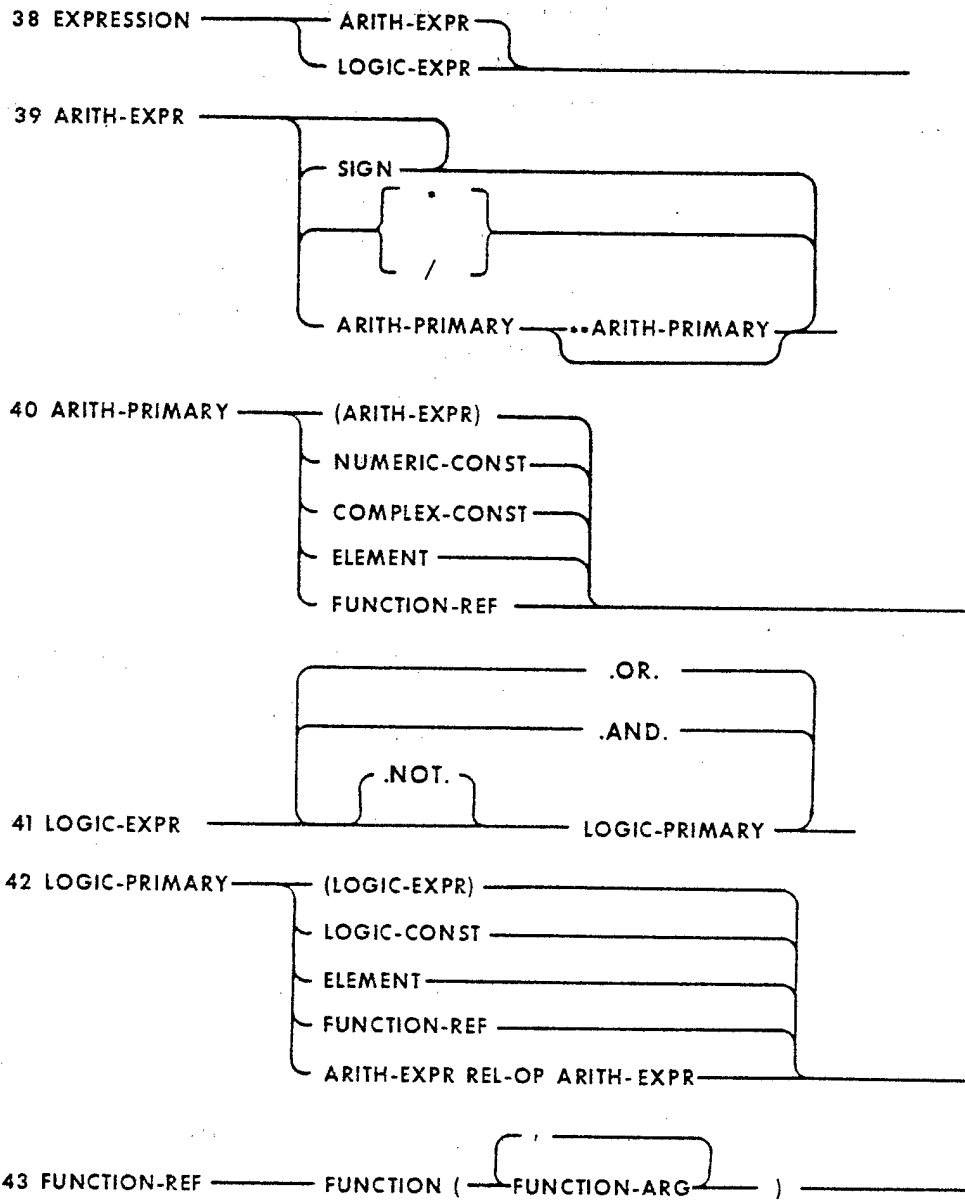 38 EXPRESSION ARITH-EXPR
LOGIC-EXPR
39 ARITH-EXPR
SIGN
*
/
ARITH-PRIMARY **ARITH-PRIMARY
40 ARITH-PRIMARY (ARITH-EXPR)
NUMERIC-CONST
COMPLEX-CONST
ELEMENT
FUNCTION-REF
.OR.
.AND.
.NOT.
41 LOGIC-EXPR LOGIC-PRIMARY
42 LOGIC-PRIMARY (LOGIC-EXPR)
LOGIC-CONST
ELEMENT
FUNCTION-REF
ARITH-EXPR REL-OP ARITH-EXPR
,
43 FUNCTION-REF FUNCTION ( FUNCTION-ARG )